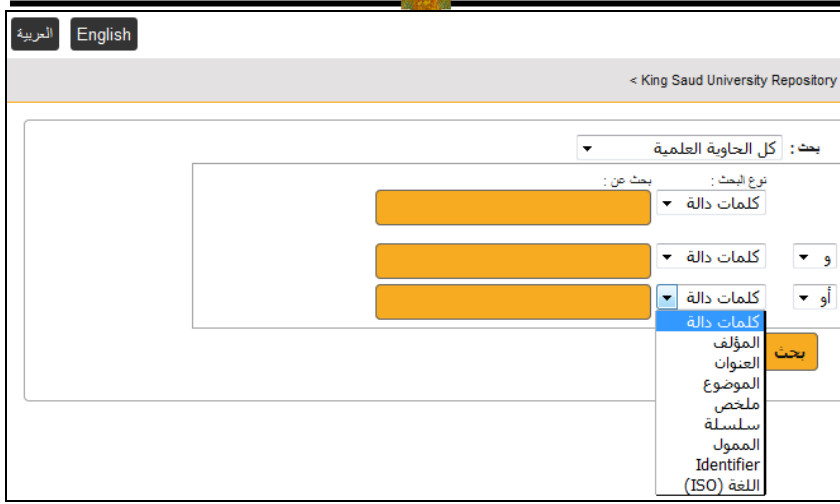 العربية English
King Saud University Repository >
بحث : كل الحاوية العلمية
نوع البحث : بحث عن :
كلمات دالة
و كلمات دالة
أو كلمات دالة
كلمات دالة
المؤلف
العنوان
الموضوع
ملخص
سلسلة
الممول
Identifier
اللغة (ISO)
بحث